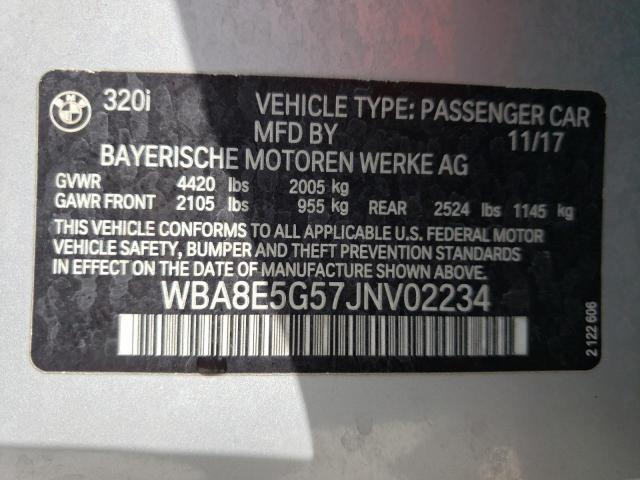 BMW 320i VEHICLE TYPE: PASSENGER CAR
MFD BY 11/17
BAYERISCHE MOTOREN WERKE AG
GVWR 4420 lbs 2005 kg
GAWR FRONT 2105 lbs 955 kg REAR 2524 lbs 1145 kg
THIS VEHICLE CONFORMS TO ALL APPLICABLE U.S. FEDERAL MOTOR
VEHICLE SAFETY, BUMPER AND THEFT PREVENTION STANDARDS
IN EFFECT ON THE DATE OF MANUFACTURE SHOWN ABOVE.
WBA8E5G57JNV02234
2 122 606